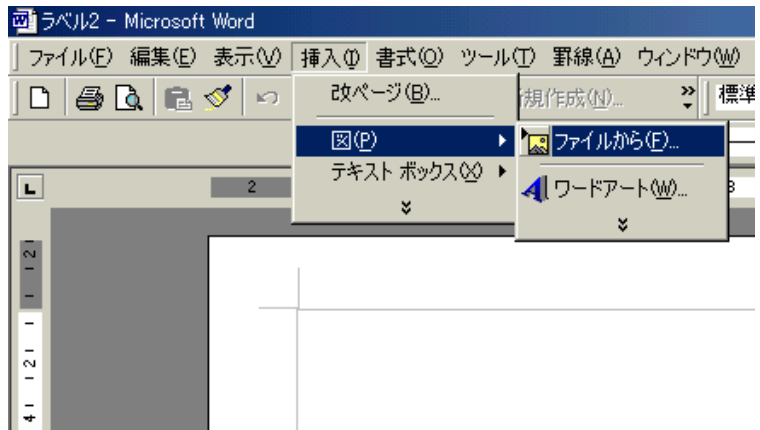 ラベル2 - Microsoft Word
ファイル(F) 編集(E) 表示(V) 挿入(I) 書式(O) ツール(T) 罫線(A) ウィンドウ(W)
改ページ(B)...
規作成(N)... 標準
図(P) ファイルから(F)...
テキスト ボックス(X)
ワードアート(W)...
2
2
2
4